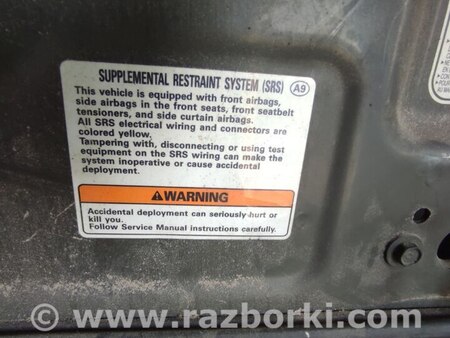 SUPPLEMENTAL RESTRAINT SYSTEM (SRS) A9
This vehicle is equipped with front airbags,
side airbags in the front seats, front seatbelt
tensioners, and side curtain airbags.
All SRS electrical wiring and connectors are
colored yellow.
Tampering with, disconnecting or using test
equipment on the SRS wiring can make the
system inoperative or cause accidental
deployment.
WARNING
Accidental deployment can seriously hurt or
kill you.
Follow Service Manual instructions carefully.
www.razborki.com